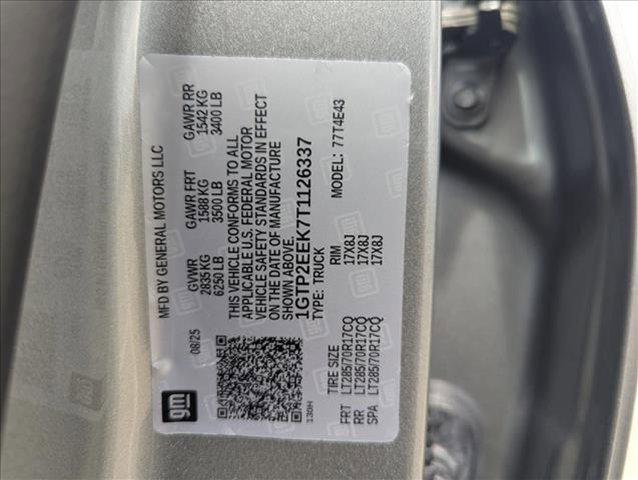 MFD BY GENERAL MOTORS LLC
08/25
GVWR
2835 KG
6250 LB
GAWR FRT
1588 KG
3500 LB
GAWR RR
1542 KG
3400 LB
THIS VEHICLE CONFORMS TO ALL
APPLICABLE U.S. FEDERAL MOTOR
VEHICLE SAFETY STANDARDS IN EFFECT
ON THE DATE OF MANUFACTURE
SHOWN ABOVE.
1GTP2EEK7T1126337
TYPE: TRUCK
MODEL: 77T4E43
gm
130H
TIRE SIZE
RIM
FRT LT285/70R17CQ 17X8J
RR LT285/70R17CQ 17X8J
SPA LT285/70R17CQ 17X8J